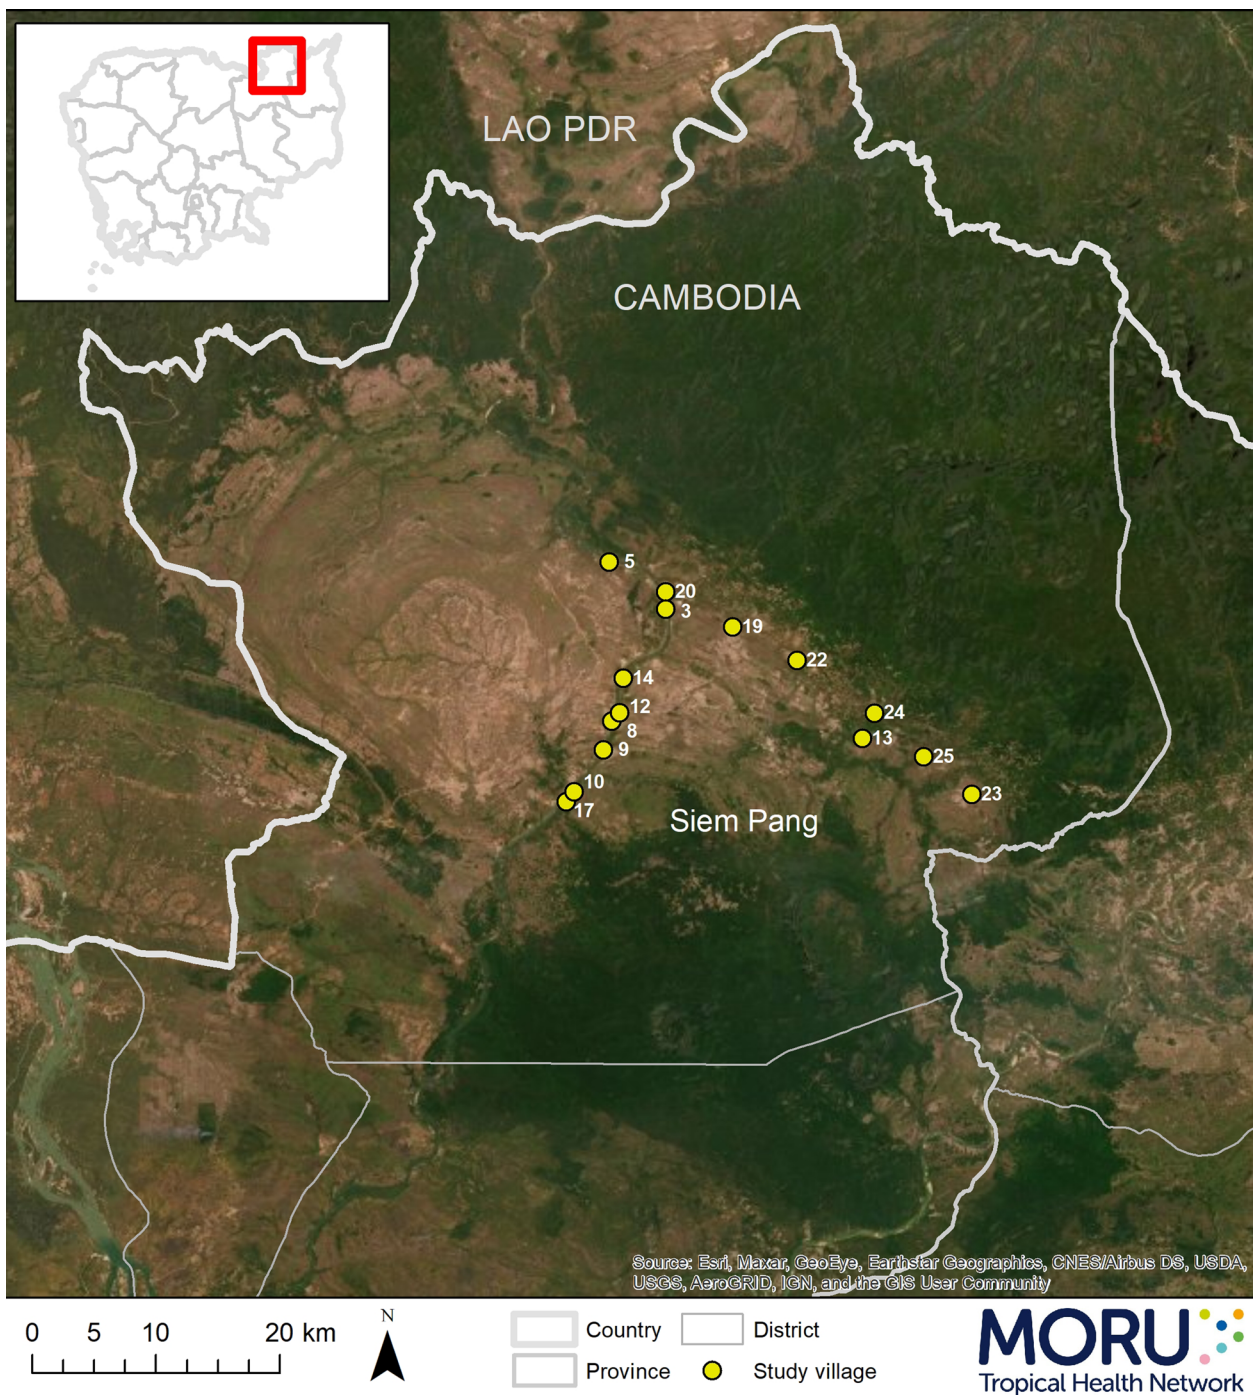 LAO PDR
CAMBODIA
5
20
3
19
22
14
12
8
24
13
9
25
10
17
23
Siem Pang
Source: Esri, Maxar, GeoEye, Earthstar Geographics, CNES/Airbus DS, USDA,
USGS, AeroGRID, IGN, and the GIS User Community
0 5 10 20 km
N
Country
District
Province
Study village
MORU
Tropical Health Network